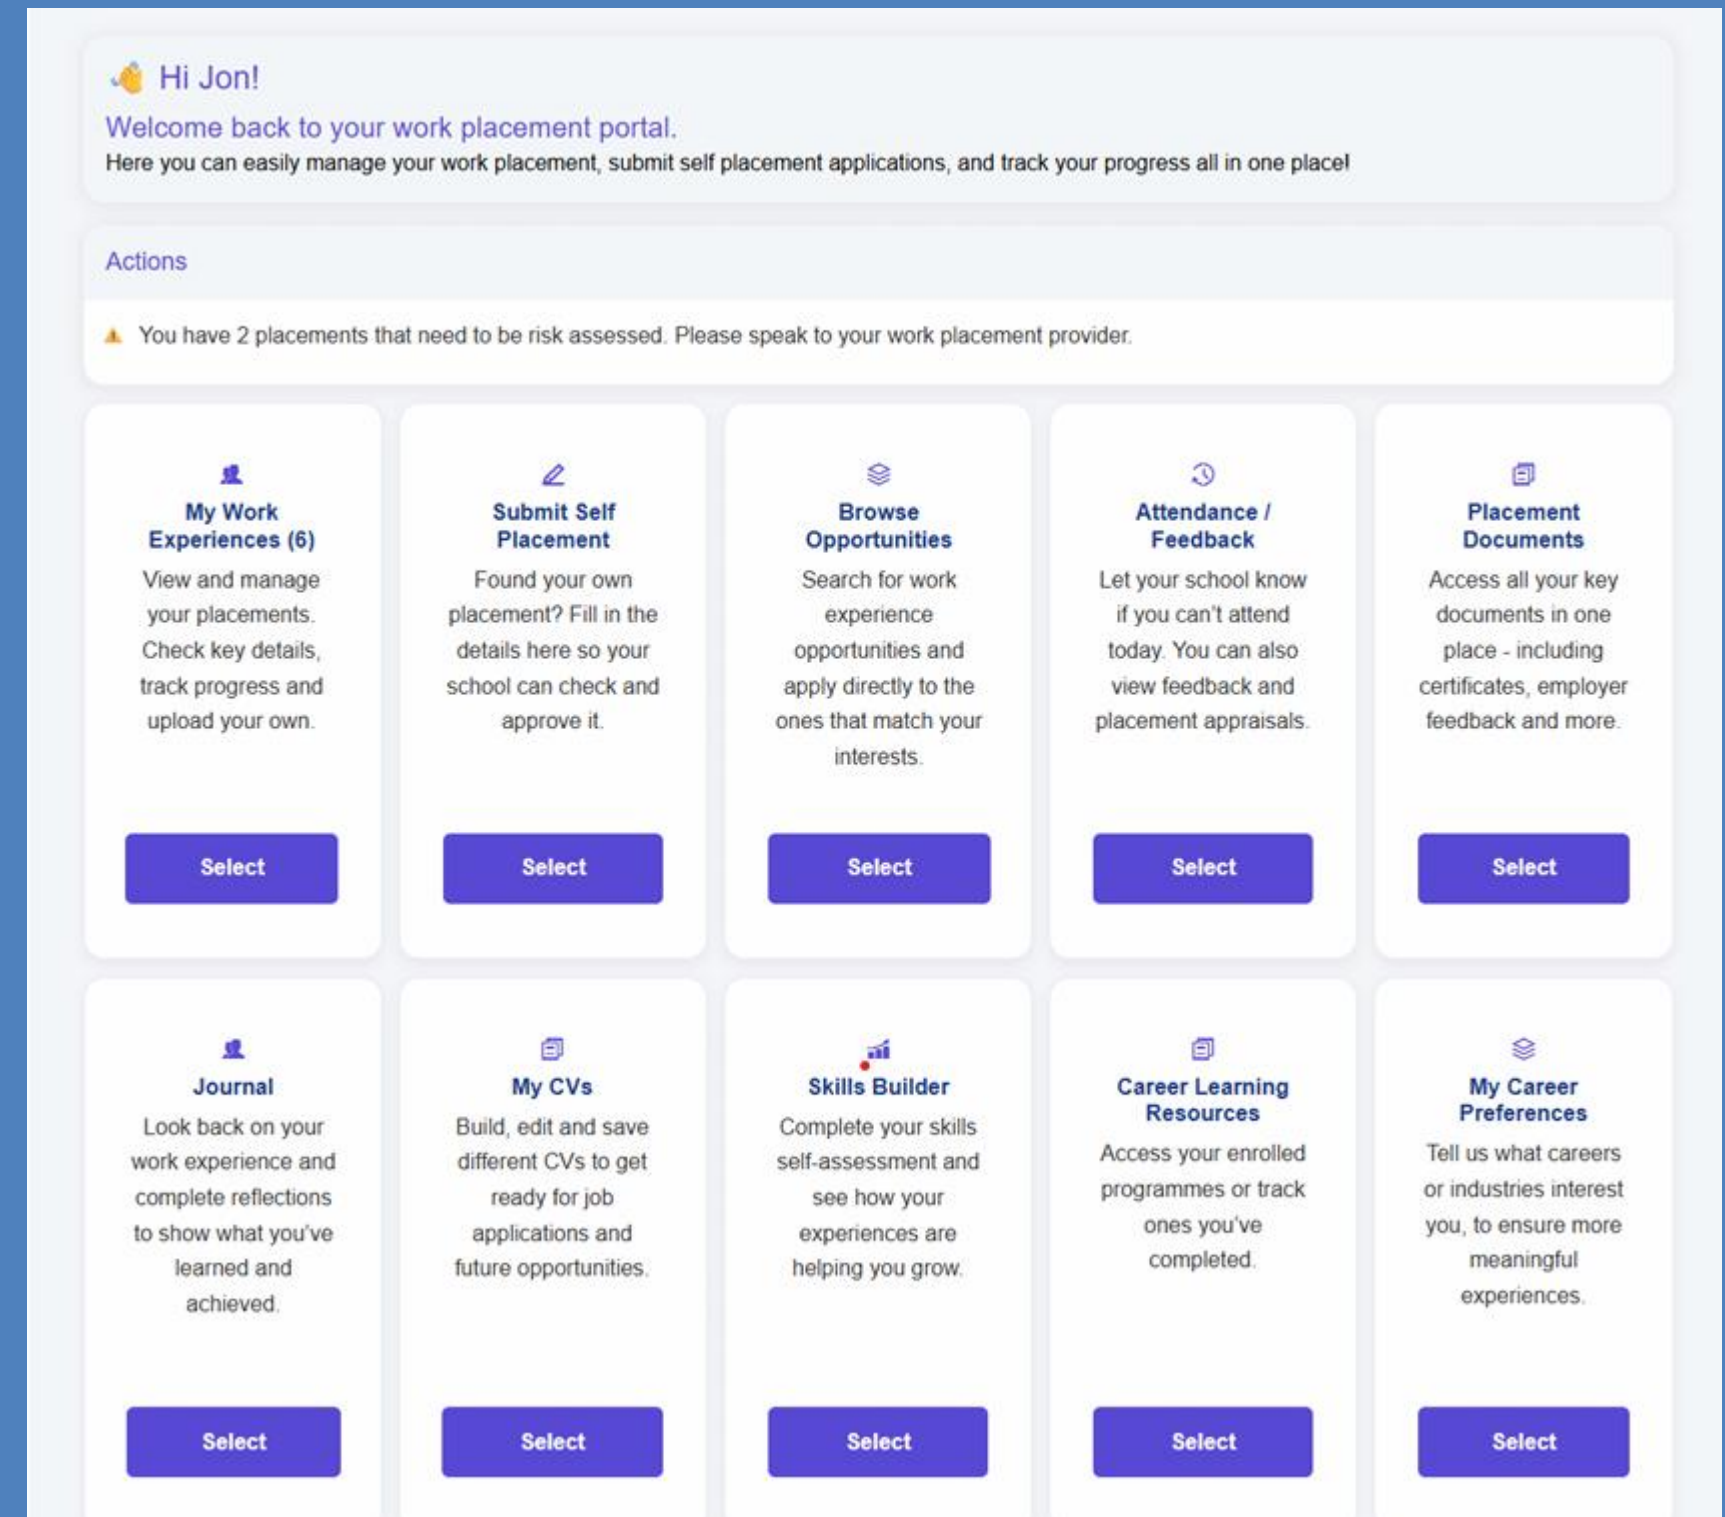 Hi Jon!
Welcome back to your work placement portal.
Here you can easily manage your work placement, submit self placement applications, and track your progress all in one place!
Actions
You have 2 placements that need to be risk assessed. Please speak to your work placement provider.
My Work
Experiences (6)
View and manage
your placements.
Check key details,
track progress and
upload your own.
Select
Submit Self
Placement
Found your own
placement? Fill in the
details here so your
school can check and
approve it.
Select
Browse
Opportunities
Search for work
experience
opportunities and
apply directly to the
ones that match your
interests.
Select
Attendance /
Feedback
Let your school know
if you can't attend
today. You can also
view feedback and
placement appraisals.
Select
Placement
Documents
Access all your key
documents in one
place - including
certificates, employer
feedback and more.
Select
Journal
Look back on your
work experience and
complete reflections
to show what you've
learned and
achieved.
Select
My CVs
Build, edit and save
different CVs to get
ready for job
applications and
future opportunities.
Select
Skills Builder
Complete your skills
self-assessment and
see how your
experiences are
helping you grow.
Select
Career Learning
Resources
Access your enrolled
programmes or track
ones you've
completed.
Select
My Career
Preferences
Tell us what careers
or industries interest
you, to ensure more
meaningful
experiences.
Select